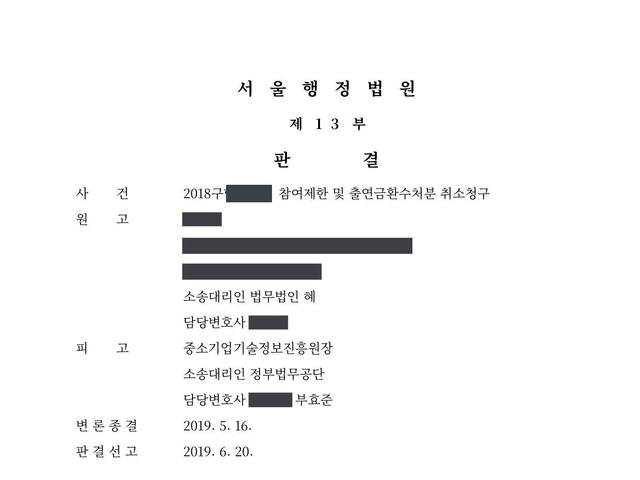 서 울 행 정 법 원
제 1 3 부
판 결
사 건 2018구 참여제한 및 출연금환수처분 취소청구
원 고
소송대리인 법무법인 혜
담당변호사
피 고 중소기업기술정보진흥원장
소송대리인 정부법무공단
담당변호사 부효준
변 론 종 결 2019. 5. 16.
판 결 선 고 2019. 6. 20.